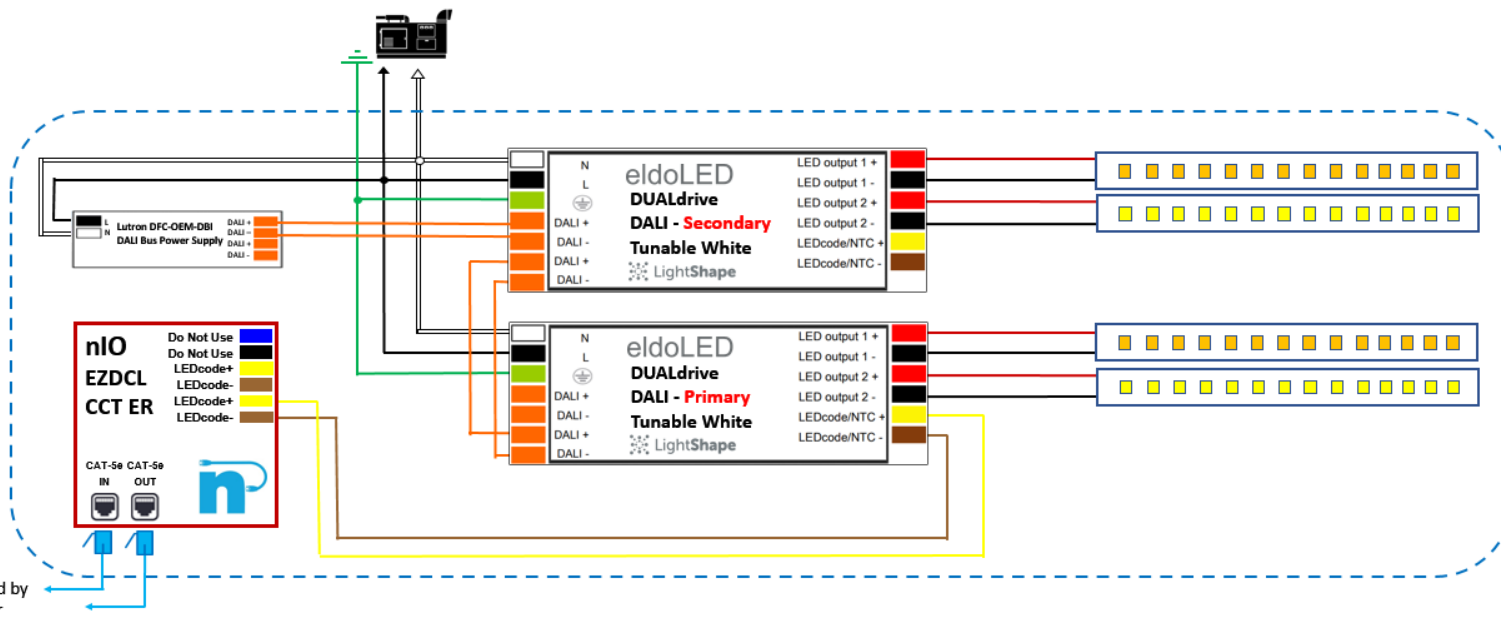 L
N
Lutron DFC-OEM-DBI
DALI Bus Power Supply
DALI +
DALI -
DALI +
DALI -
N
L
DALI +
DALI -
DALI +
DALI -
eldoLED
DUALdrive
DALI - Secondary
Tunable White
LightShape
LED output 1 +
LED output 1 -
LED output 2 +
LED output 2 -
LEDcode/NTC +
LEDcode/NTC -
nIO
EZDCL
CCT ER
Do Not Use
Do Not Use
LEDcode+
LEDcode-
LEDcode+
LEDcode-
CAT-5e CAT-5e
IN OUT
n
N
L
DALI +
DALI -
DALI +
DALI -
eldoLED
DUALdrive
DALI - Primary
Tunable White
LightShape
LED output 1 +
LED output 1 -
LED output 2 +
LED output 2 -
LEDcode/NTC +
LEDcode/NTC -
by